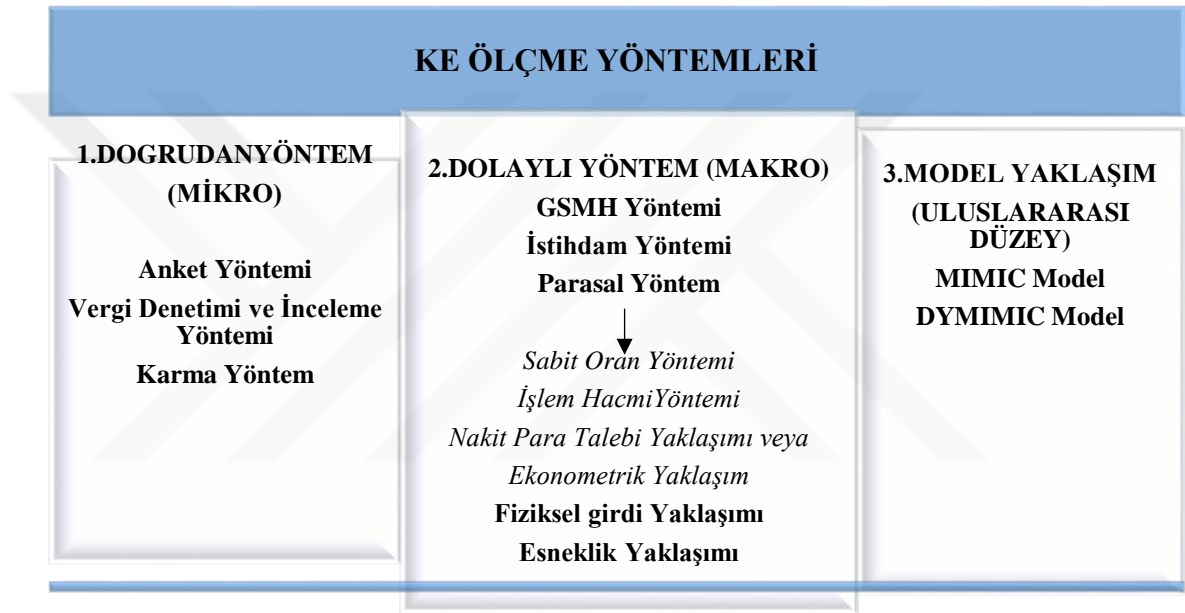 KE ÖLÇME YÖNTEMLERİ
1.DOGRUDANYÖNTEM
(MİKRO)
Anket Yöntemi
Vergi Denetimi ve İnceleme
Yöntemi
Karma Yöntem
2.DOLAYLI YÖNTEM (MAKRO)
GSMH Yöntemi
İstihdam Yöntemi
Parasal Yöntem
Sabit Oran Yöntemi
İşlem HacmiYöntemi
Nakit Para Talebi Yaklaşımı veya
Ekonometrik Yaklaşım
Fiziksel girdi Yaklaşımı
Esneklik Yaklaşımı
3.MODEL YAKLAŞIM
(ULUSLARARASI
DÜZEY)
MIMIC Model
DYMIMIC Model